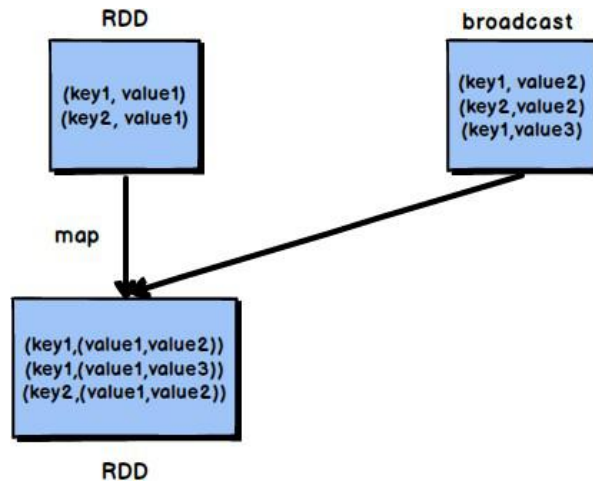 RDD
(key1, value1)
(key2, value1)
broadcast
(key1, value2)
(key2,value2)
(key1,value3)
map
(key1,(value1,value2))
(key1,(value1,value3))
(key2,(value1,value2))
RDD